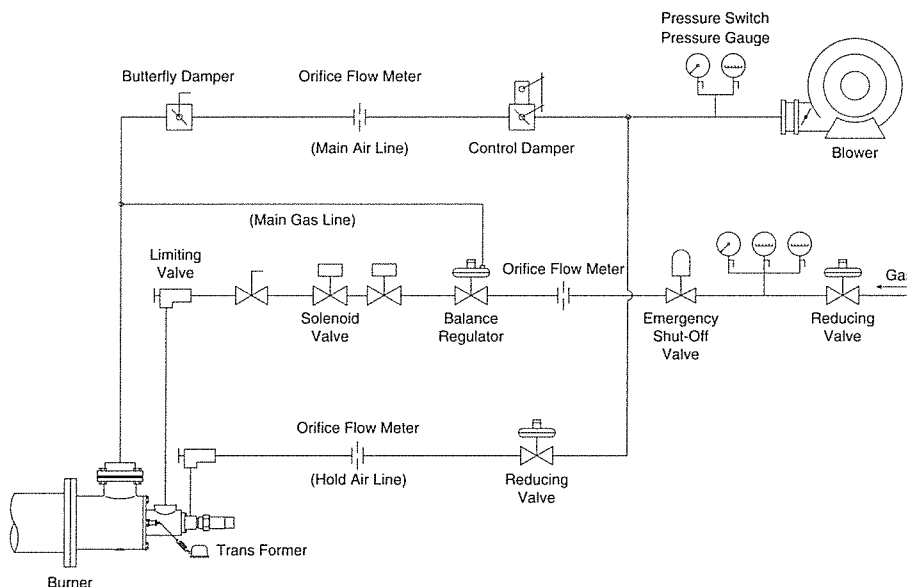 Pressure Switch
Pressure Gauge
Butterfly Damper
Orifice Flow Meter
(Main Air Line)
Control Damper
Blower
(Main Gas Line)
Limiting
Valve
Orifice Flow Meter
Gas
Solenoid
Valve
Balance
Regulator
Emergency
Shut-Off
Valve
Reducing
Valve
Orifice Flow Meter
(Hold Air Line)
Reducing
Valve
Trans Former
Burner